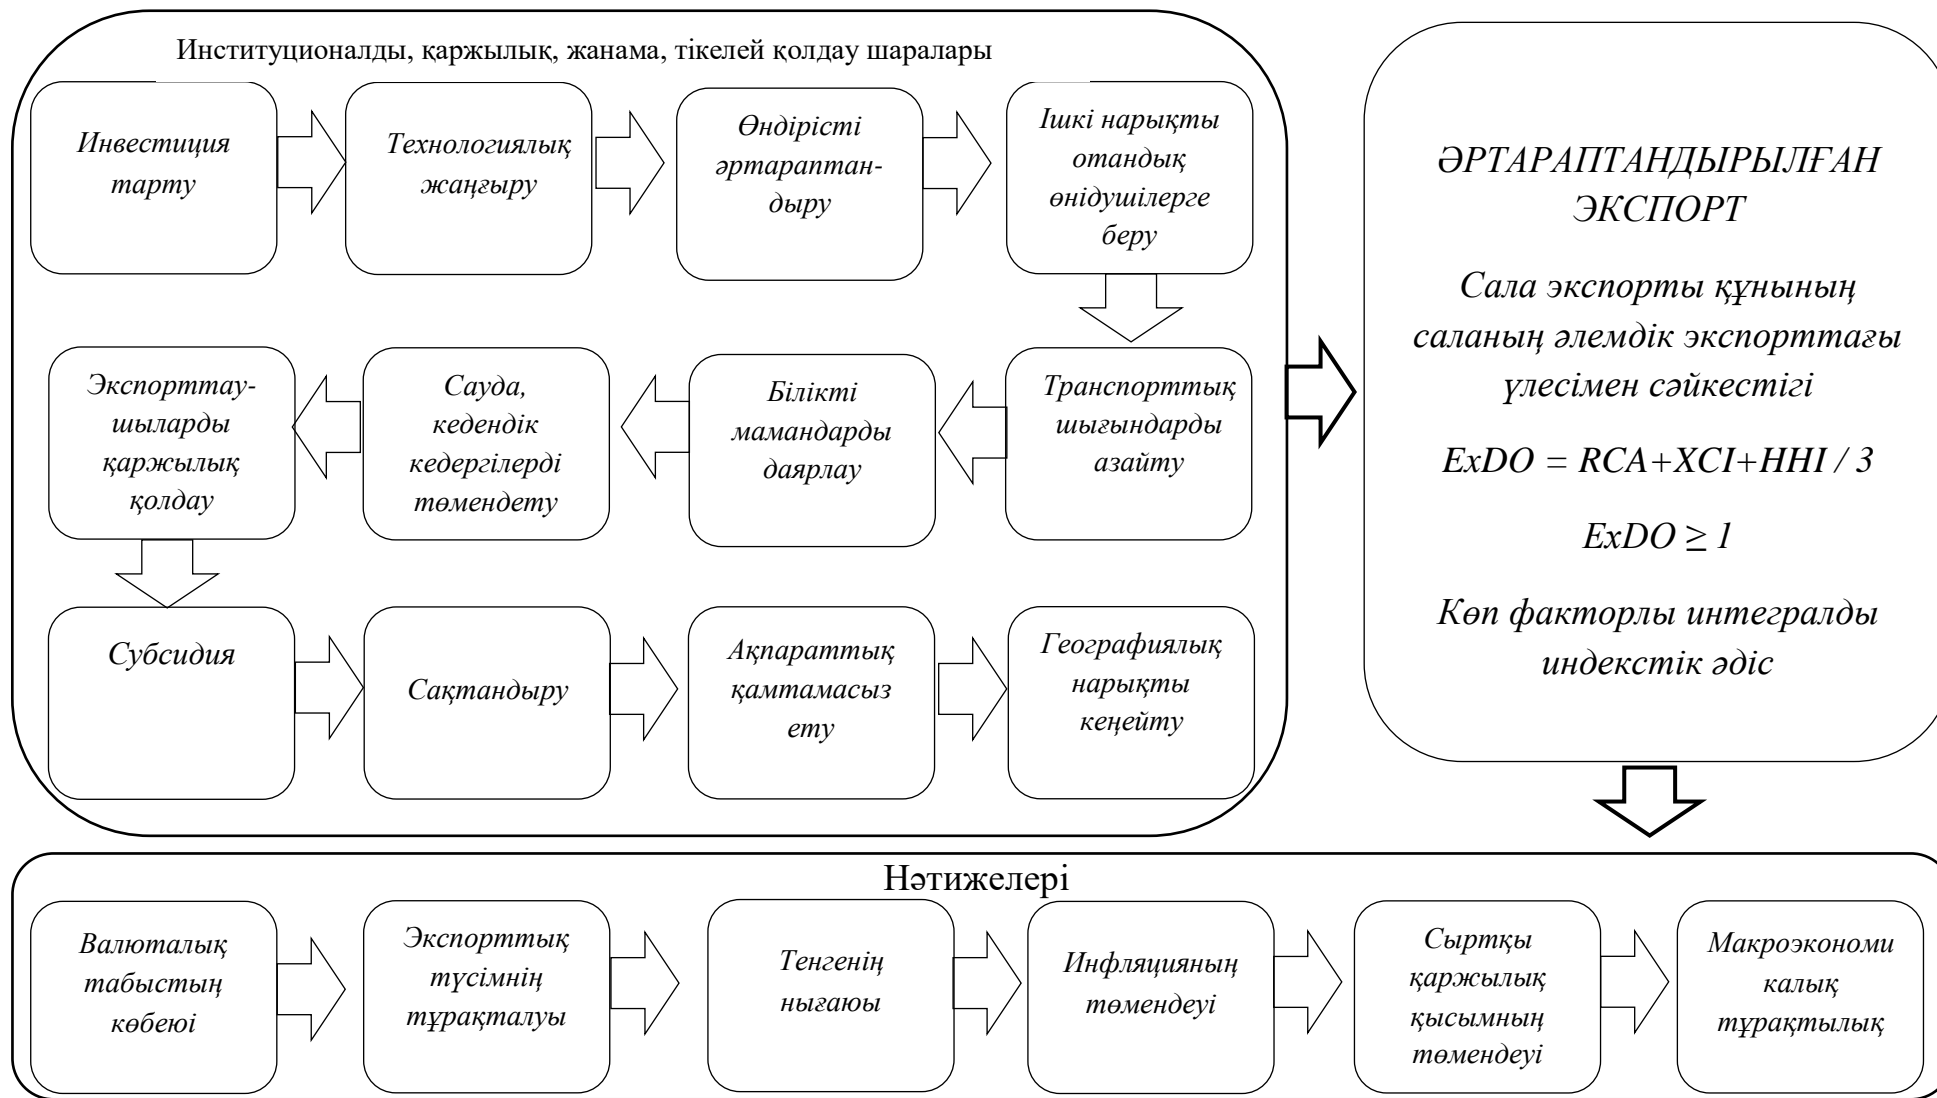 Институционалды, қаржылық, жанама, тікелей қолдау шаралары
Инвестиция
тарту
Технологиялық
жаңғыру
Өндірісті
әртараптан-
дыру
Ішкі нарықты
отандық
өнідушілерге
беру
Экспорттау-
шыларды
қаржылық
қолдау
Сауда,
кедендік
кедергілерді
төмендету
Білікті
мамандарды
даярлау
Транспорттық
шығындарды
азайту
Субсидия
Сақтандыру
Ақпараттық
қамтамасыз
ету
Географиялық
нарықты
кеңейту
ӘРТАРАПТАНДЫРЫЛҒАН
ЭКСПОРТ
Сала экспорты құнының
саланың әлемдік экспорттағы
үлесімен сәйкестігі
ExDO = RCA+XCI+HHI / 3
ExDO ≥ 1
Көп факторлы интегралды
индекстік әдіс
Нәтижелері
Валюталық
табыстың
көбеюі
Экспорттық
түсімнің
тұрақталуы
Тенгенің
нығаюы
Инфляцияның
төмендеуі
Сыртқы
қаржылық
қысымның
төмендеуі
Макроэкономи
калық
тұрақтылық